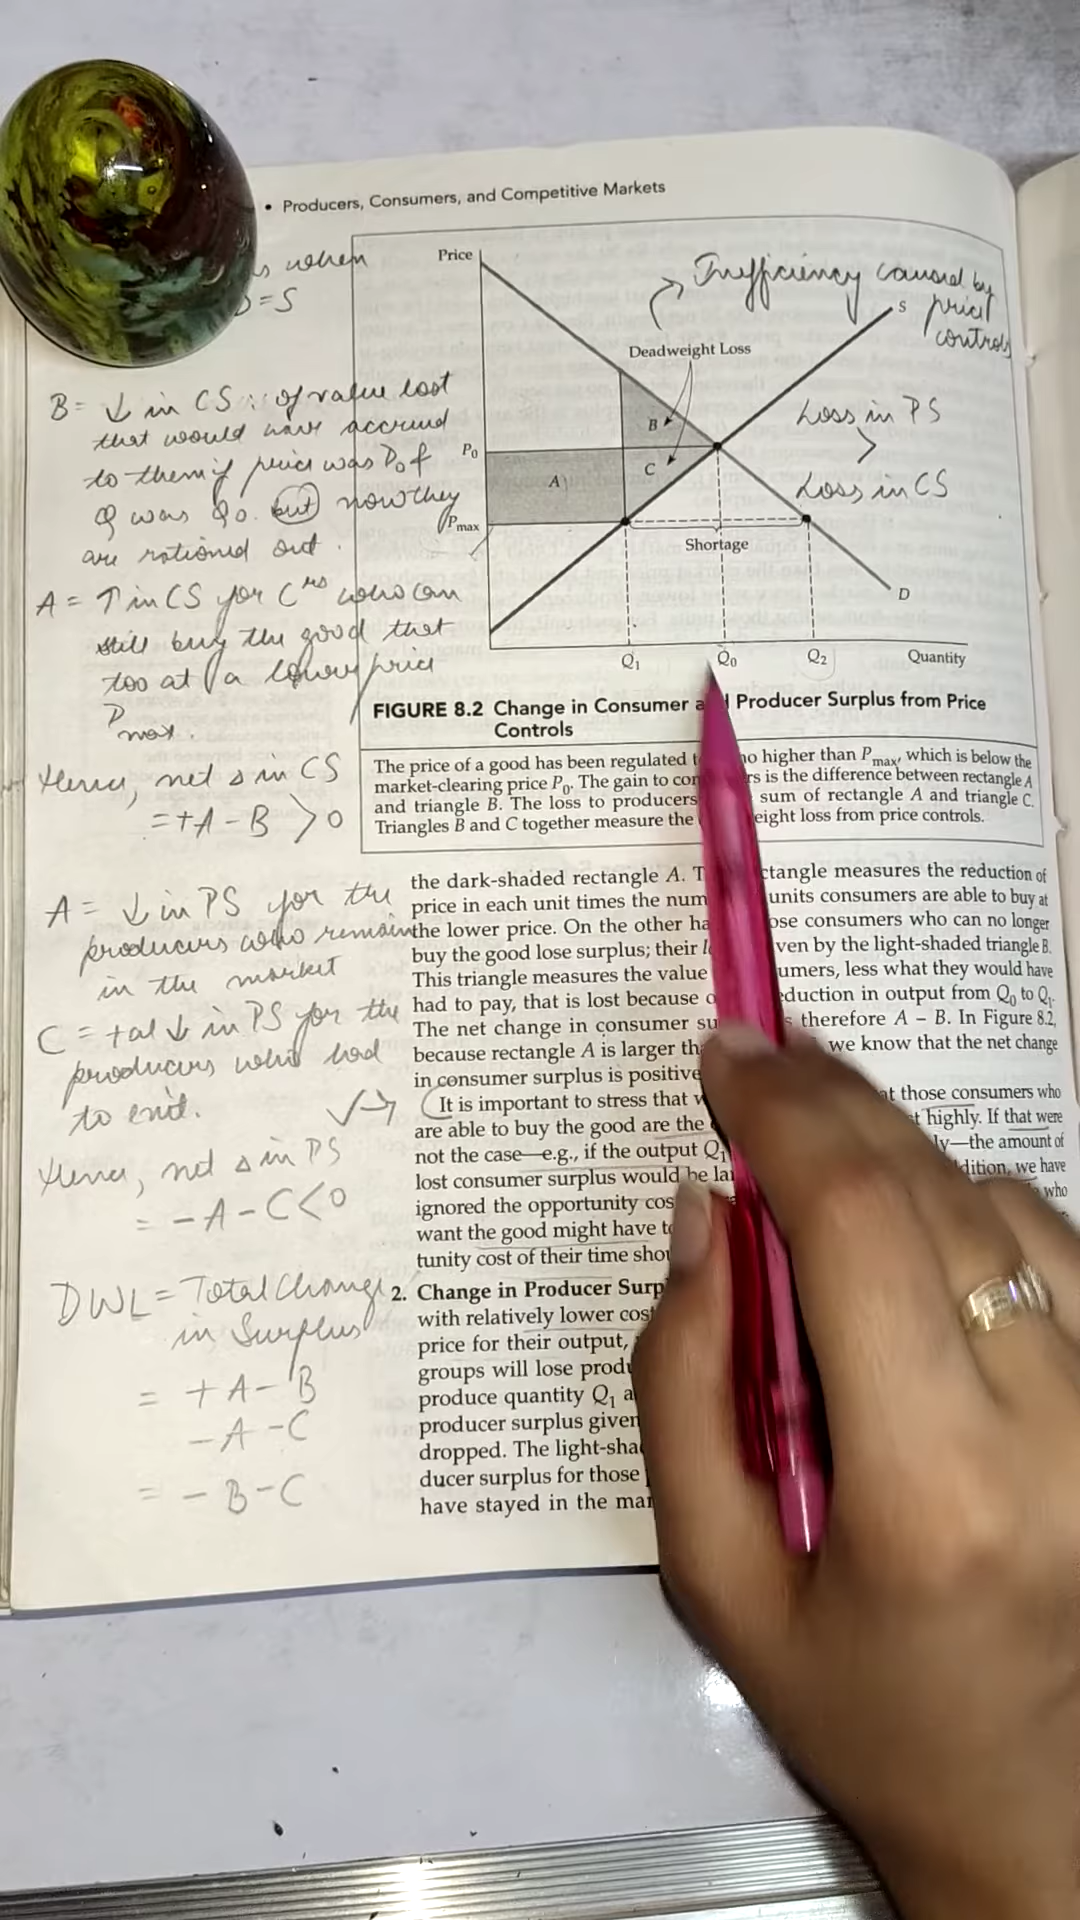 • Producers, Consumers, and Competitive Markets
when
=S
B = ↓ in CS ∵ of value lost
that would have accrued
to them if price was P0 &
Q was Q0. but now they
are rationed out.
A = ↑ in CS for Crs who can
still buy the good that
too at a lower price
Pmax.
Hence, net Δ in CS
= +A - B > 0
A = ↓ in PS for the
producers who remain
in the market
C = +al ↓ in PS for the
producers who had
to exit.
Hence, net Δ in PS
= -A - C < 0
DWL = Total Change
in Surplus
= +A - B
-A - C
= -B - C
Price
Inefficiency caused by
price
controls
S
Deadweight Loss
Loss in PS
>
Loss in CS
B
P0
C
A
Pmax
Shortage
D
Q1 Q0 Q2 Quantity
FIGURE 8.2 Change in Consumer a Producer Surplus from Price
Controls
The price of a good has been regulated t no higher than Pmax, which is below the
market-clearing price P0. The gain to con rs is the difference between rectangle A
and triangle B. The loss to producers sum of rectangle A and triangle C.
Triangles B and C together measure the eight loss from price controls.
the dark-shaded rectangle A. T ctangle measures the reduction of
price in each unit times the num units consumers are able to buy at
the lower price. On the other ha ose consumers who can no longer
buy the good lose surplus; their l ven by the light-shaded triangle B.
This triangle measures the value umers, less what they would have
had to pay, that is lost because o eduction in output from Q0 to Q1.
The net change in consumer su s therefore A – B. In Figure 8.2,
because rectangle A is larger tha we know that the net change
in consumer surplus is positive
It is important to stress that w at those consumers who
are able to buy the good are the t highly. If that were
not the case—e.g., if the output Q1 ly—the amount of
lost consumer surplus would be la dition, we have
ignored the opportunity cos who
want the good might have to
tunity cost of their time shou
2. Change in Producer Surp
with relatively lower cos
price for their output,
groups will lose produ
produce quantity Q1 a
producer surplus given
dropped. The light-sha
ducer surplus for those
have stayed in the mar